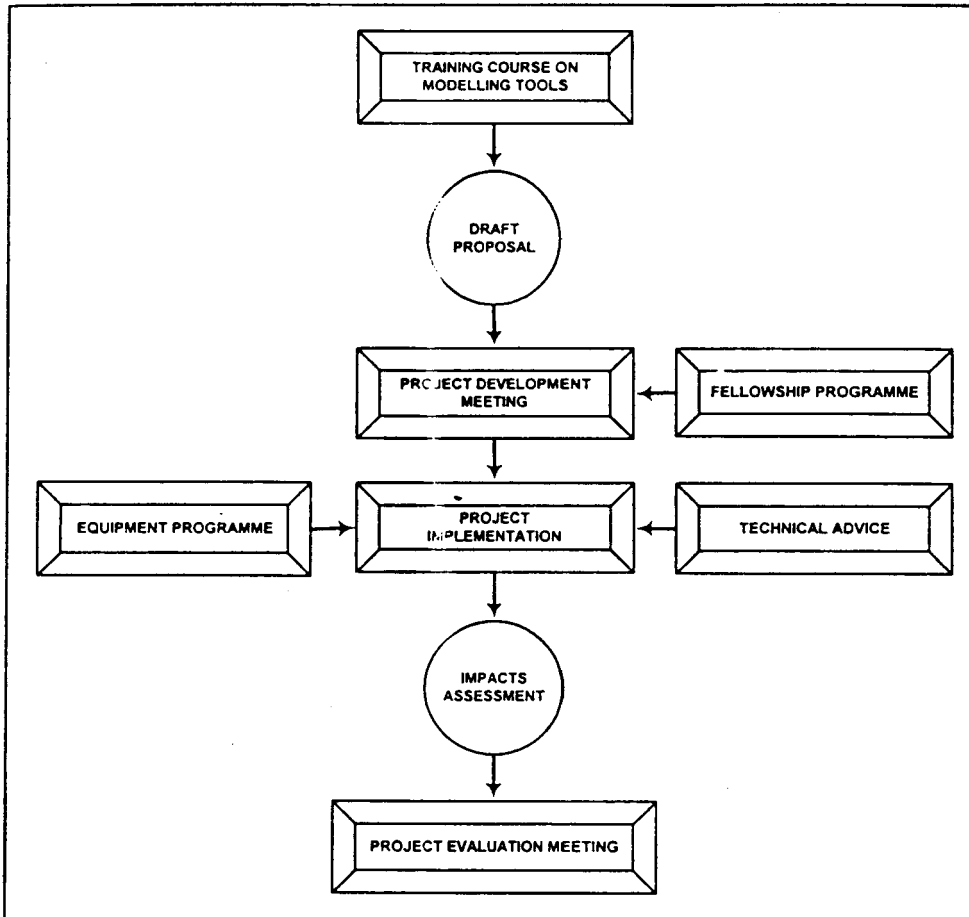 TRAINING COURSE ON
MODELLING TOOLS
DRAFT
PROPOSAL
PROJECT DEVELOPMENT
MEETING
FELLOWSHIP PROGRAMME
EQUIPMENT PROGRAMME
PROJECT
IMPLEMENTATION
TECHNICAL ADVICE
IMPACTS
ASSESSMENT
PROJECT EVALUATION MEETING